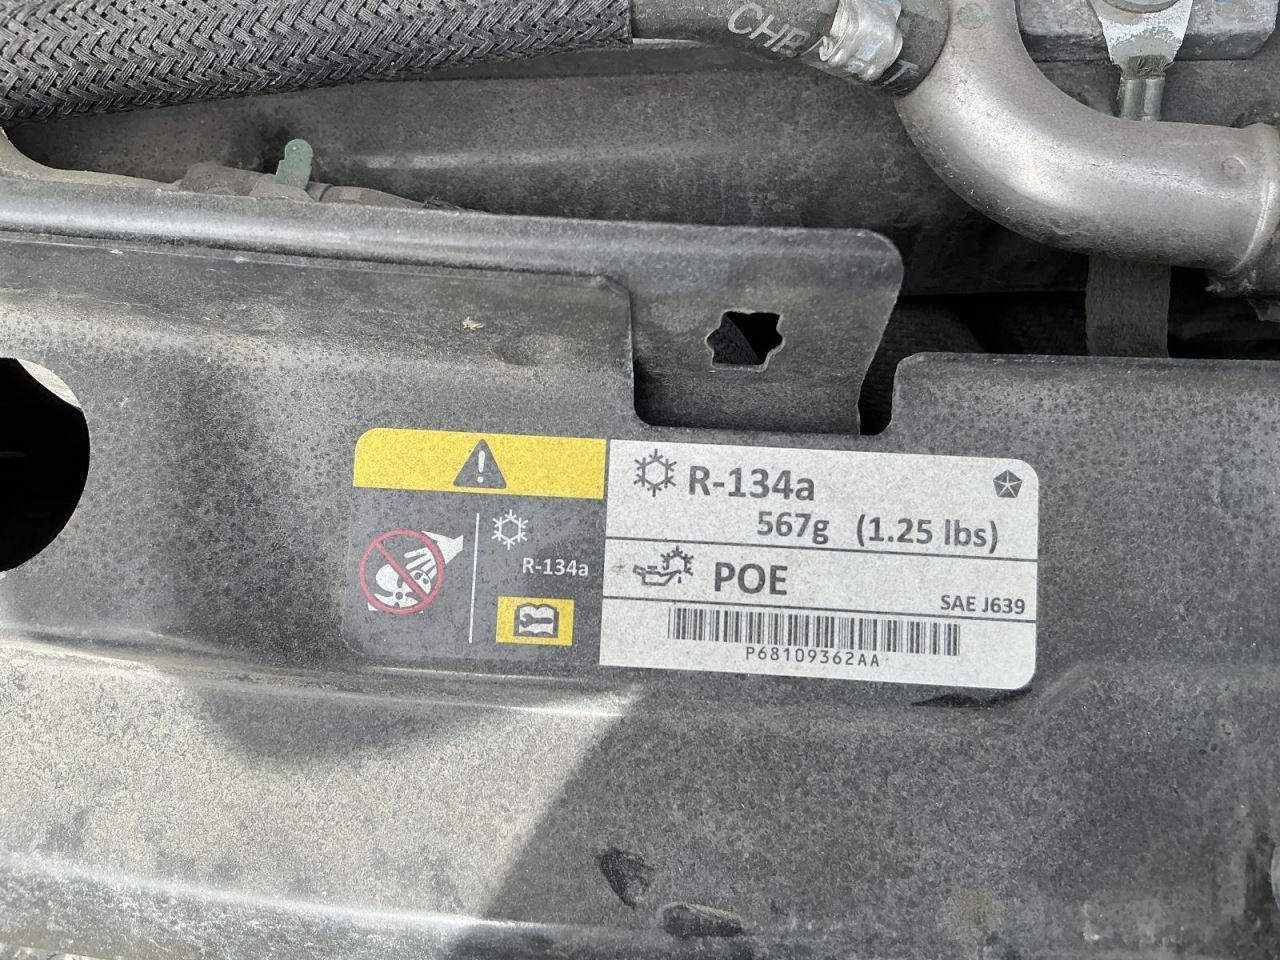 R-134a
567g (1.25 lbs)
R-134a
POE
SAE J639
P68109362AA